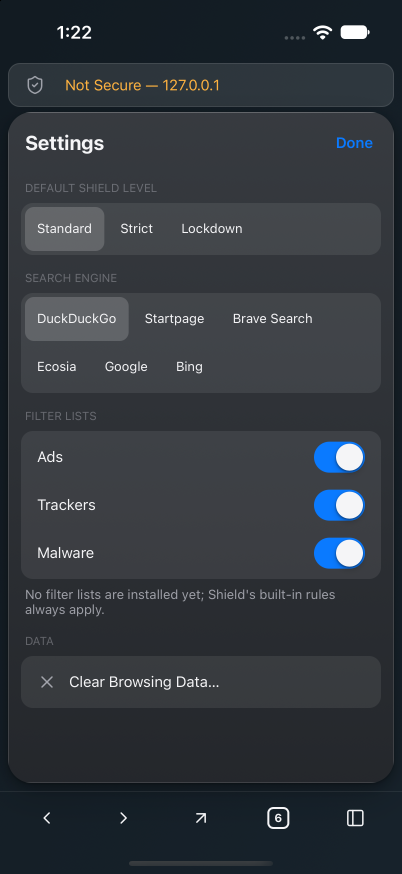 1:22
Not Secure — 127.0.0.1
Settings
Done
DEFAULT SHIELD LEVEL
Standard
Strict
Lockdown
SEARCH ENGINE
DuckDuckGo
Startpage
Brave Search
Ecosia
Google
Bing
FILTER LISTS
Ads
Trackers
Malware
No filter lists are installed yet; Shield's built-in rules
always apply.
DATA
Clear Browsing Data...
6